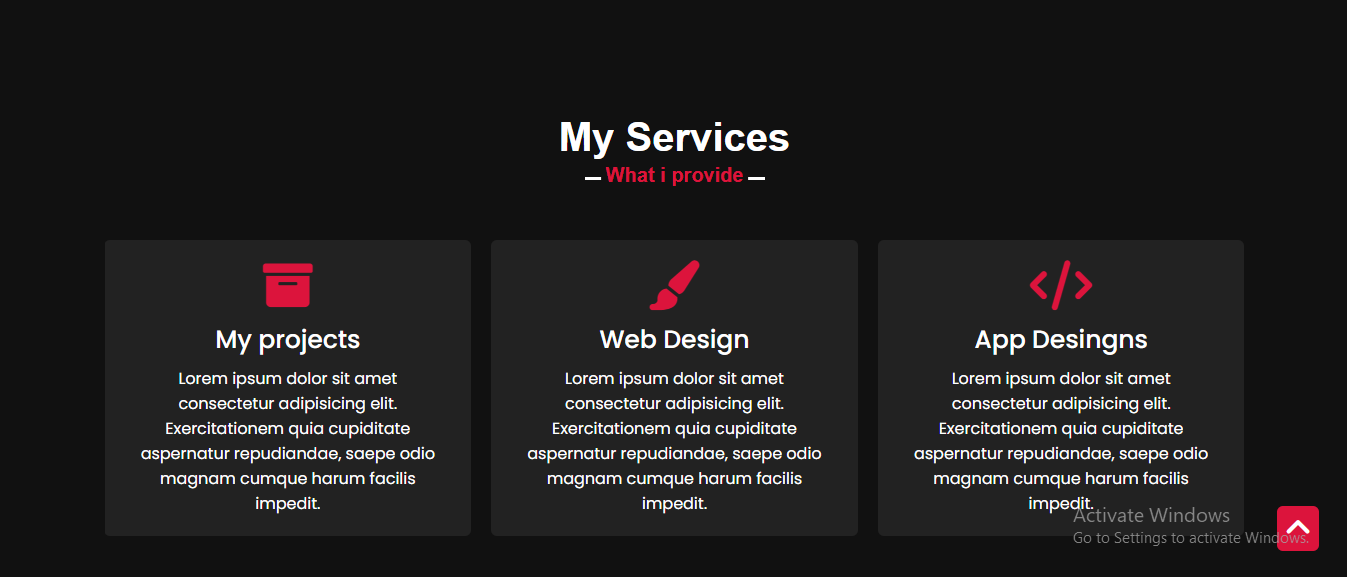 My Services
What i provide
My projects
Lorem ipsum dolor sit amet
consectetur adipisicing elit.
Exercitationem quia cupiditate
aspernatur repudiandae, saepe odio
magnam cumque harum facilis
impedit.
Web Design
Lorem ipsum dolor sit amet
consectetur adipisicing elit.
Exercitationem quia cupiditate
aspernatur repudiandae, saepe odio
magnam cumque harum facilis
impedit.
App Desingns
Lorem ipsum dolor sit amet
consectetur adipisicing elit.
Exercitationem quia cupiditate
aspernatur repudiandae, saepe odio
magnam cumque harum facilis
impedit.
Activate Windows
Go to Settings to activate Windows.